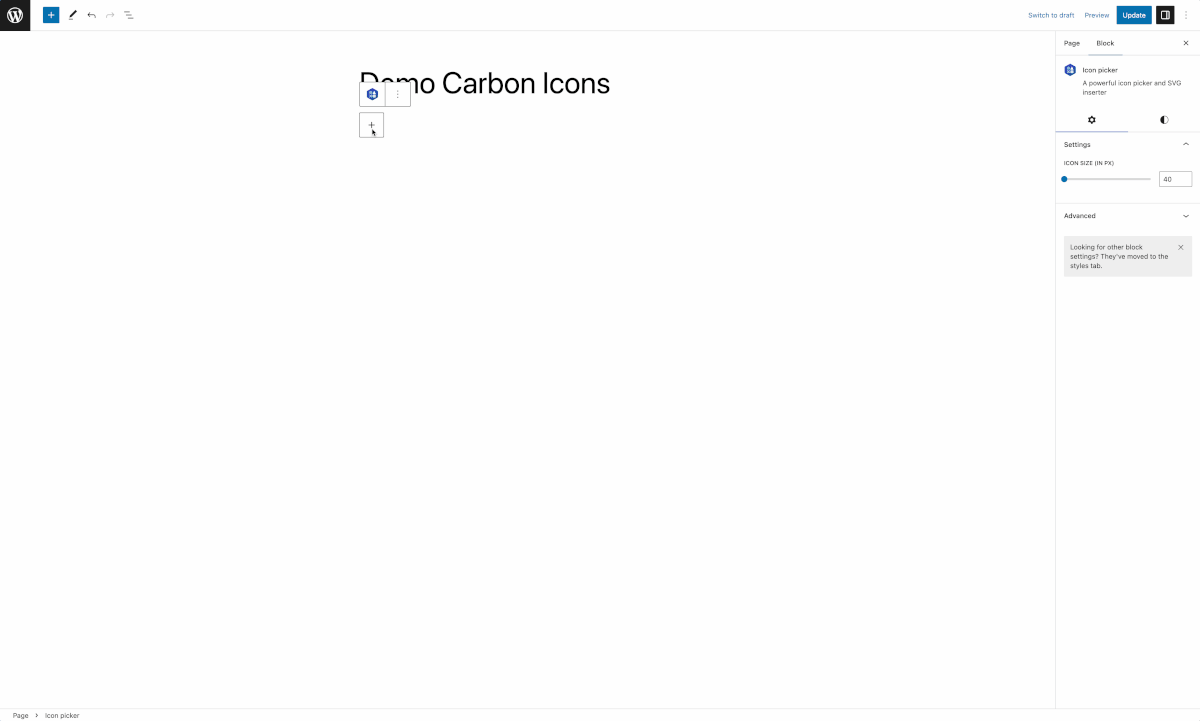 Switch to draft Preview Update
Page Block
Icon picker
A powerful icon picker and SVG
inserter
Demo Carbon Icons
Settings
ICON SIZE (IN PX)
40
Advanced
Looking for other block
settings? They've moved to the
styles tab.
Page > Icon picker